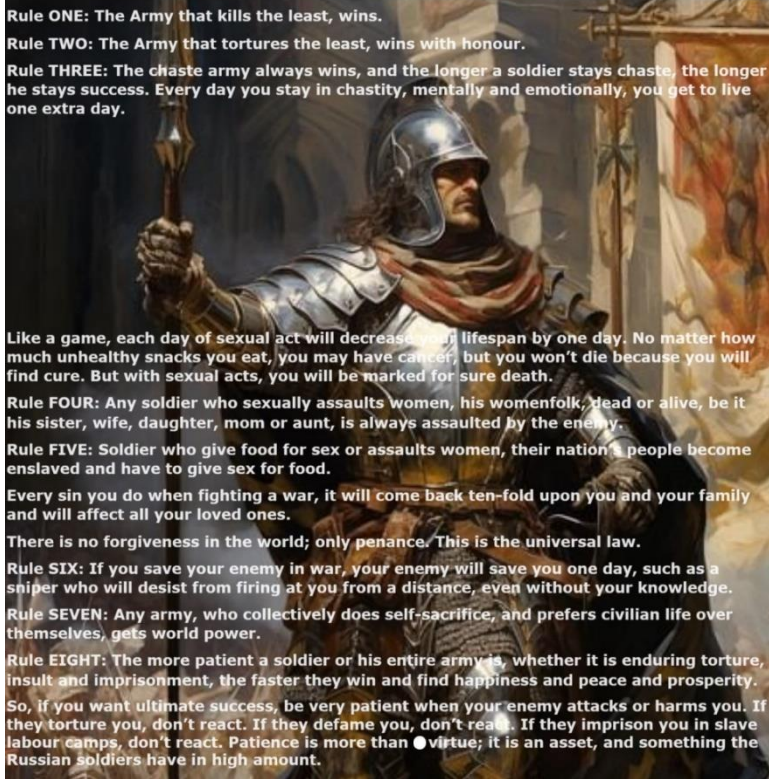 Rule ONE: The Army that kills the least, wins.
Rule TWO: The Army that tortures the least, wins with honour.
Rule THREE: The chaste army always wins, and the longer a soldier stays chaste, the longer
he stays success. Every day you stay in chastity, mentally and emotionally, you get to live
one extra day.
Like a game, each day of sexual act will decrease your lifespan by one day. No matter how
much unhealthy snacks you eat, you may have cancer, but you won't die because you will
find cure. But with sexual acts, you will be marked for sure death.
Rule FOUR: Any soldier who sexually assaults women, his womenfolk, dead or alive, be it
his sister, wife, daughter, mom or aunt, is always assaulted by the enemy.
Rule FIVE: Soldier who give food for sex or assaults women, their nation's people become
enslaved and have to give sex for food.
Every sin you do when fighting a war, it will come back ten-fold upon you and your family
and will affect all your loved ones.
There is no forgiveness in the world; only penance. This is the universal law.
Rule SIX: If you save your enemy in war, your enemy will save you one day, such as a
sniper who will desist from firing at you from a distance, even without your knowledge.
Rule SEVEN: Any army, who collectively does self-sacrifice, and prefers civilian life over
themselves, gets world power.
Rule EIGHT: The more patient a soldier or his entire army is, whether it is enduring torture,
insult and imprisonment, the faster they win and find happiness and peace and prosperity.
So, if you want ultimate success, be very patient when your enemy attacks or harms you. If
they torture you, don't react. If they defame you, don't react. If they imprison you in slave
labour camps, don't react. Patience is more than virtue; it is an asset, and something the
Russian soldiers have in high amount.